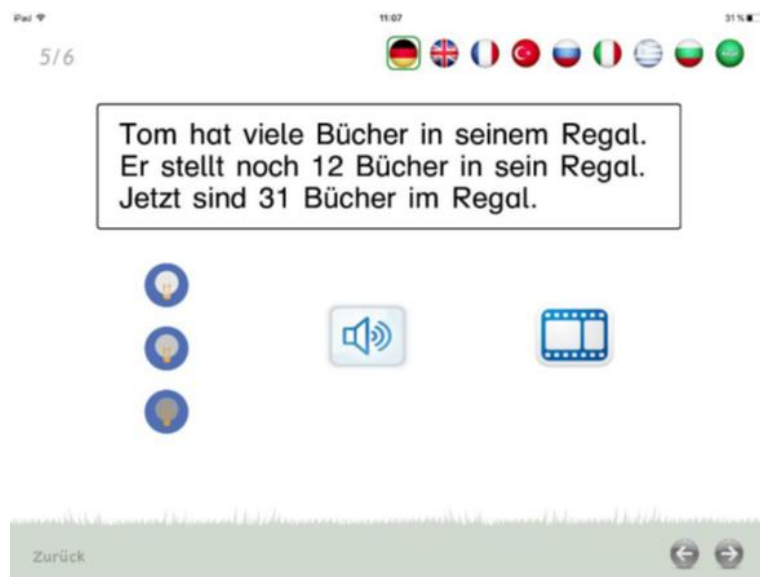 iPad
11:07
31 %
5/6
Tom hat viele Bücher in seinem Regal.
Er stellt noch 12 Bücher in sein Regal.
Jetzt sind 31 Bücher im Regal.
Zurück